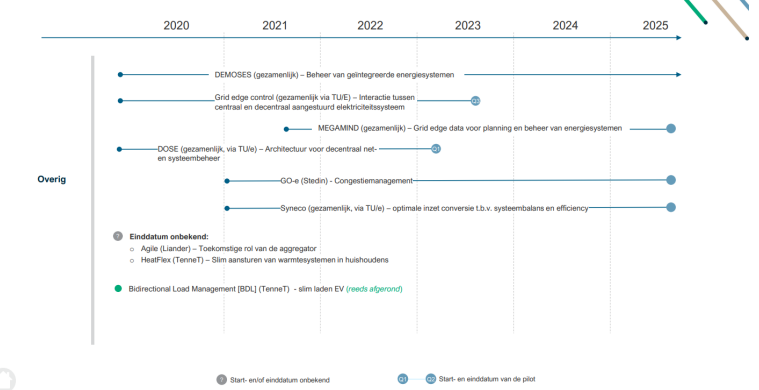 2020 2021 2022 2023 2024 2025
DEMOSES (gezamenlijk) – Beheer van geïntegreerde energiesystemen
Grid edge control (gezamenlijk via TU/E) – Interactie tussen
centraal en decentraal aangestuurd elektriciteitssysteem
Q3
MEGAMIND (gezamenlijk) – Grid edge data voor planning en beheer van energiesystemen
DOSE (gezamenlijk, via TU/e) – Architectuur voor decentraal net-
en systeembeheer
Q1
Overig
GO-e (Stedin) - Congestiemanagement
Syneco (gezamenlijk, via TU/e) – optimale inzet conversie t.b.v. systeembalans en efficiency
? Einddatum onbekend:
Agile (Liander) – Toekomstige rol van de aggregator
HeatFlex (TenneT) – Slim aansturen van warmtesystemen in huishoudens
Bidirectional Load Management [BDL] (TenneT) - slim laden EV (reeds afgerond)
? Start- en/of einddatum onbekend
Q1 Q2 Start- en einddatum van de pilot